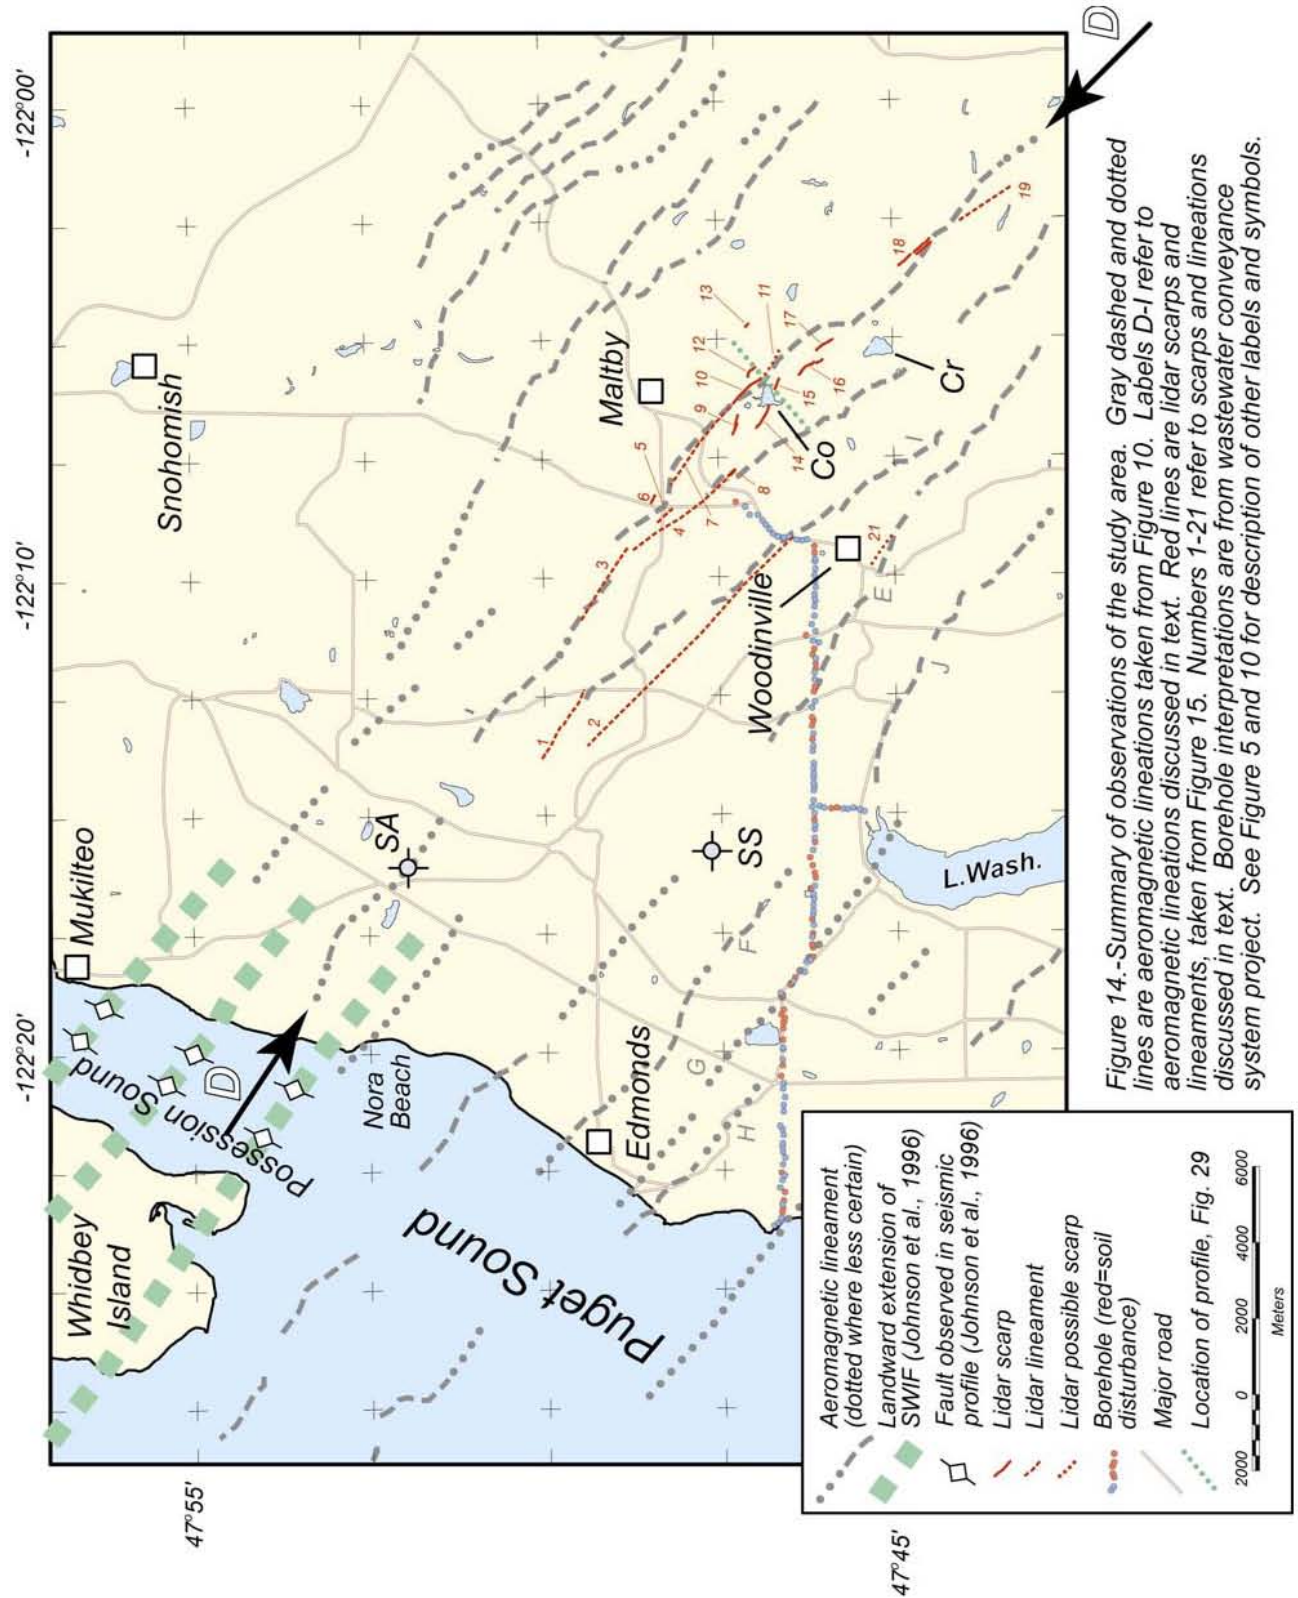 -122°20'
-122°10'
-122°00'
47°55'
47°45'
Whidbey
Island
Possession Sound
Mukilteo
Snohomish
D
SA
Nora
Beach
Puget Sound
Edmonds
SS
Maltby
Woodinville
Co
Cr
L.Wash.
D
E
F
G
H
I
J
1
2
3
4
5
6
7
8
9
10
11
12
13
14
15
16
17
18
19
21
Aeromagnetic lineament
(dotted where less certain)
Landward extension of
SWIF (Johnson et al., 1996)
Fault observed in seismic
profile (Johnson et al., 1996)
Lidar scarp
Lidar lineament
Lidar possible scarp
Borehole (red=soil
disturbance)
Major road
Location of profile, Fig. 29
2000 0 2000 4000 6000
Meters
Figure 14.-Summary of observations of the study area. Gray dashed and dotted
lines are aeromagnetic lineations taken from Figure 10. Labels D-I refer to
aeromagnetic lineations discussed in text. Red lines are lidar scarps and
lineaments, taken from Figure 15. Numbers 1-21 refer to scarps and lineations
discussed in text. Borehole interpretations are from wastewater conveyance
system project. See Figure 5 and 10 for description of other labels and symbols.